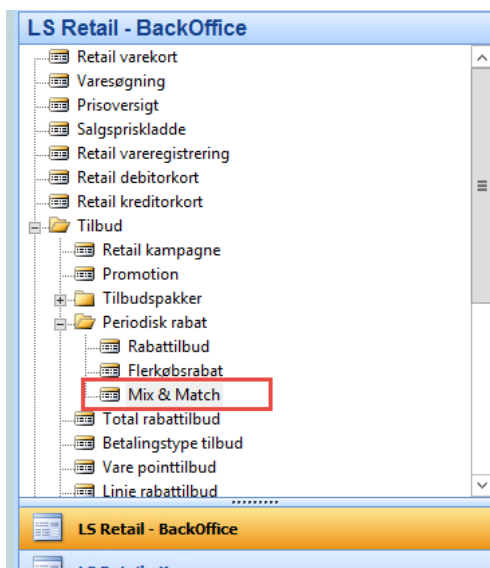 LS Retail - BackOffice
Retail varekort
Varesøgning
Prisoversigt
Salgspriskladde
Retail vareregistrering
Retail debitorkort
Retail kreditorkort
Tilbud
Retail kampagne
Promotion
Tilbudspakker
Periodisk rabat
Rabattilbud
Flerkøbsrabat
Mix & Match
Total rabattilbud
Betalingstype tilbud
Vare pointtilbud
Linie rabattilbud
LS Retail - BackOffice